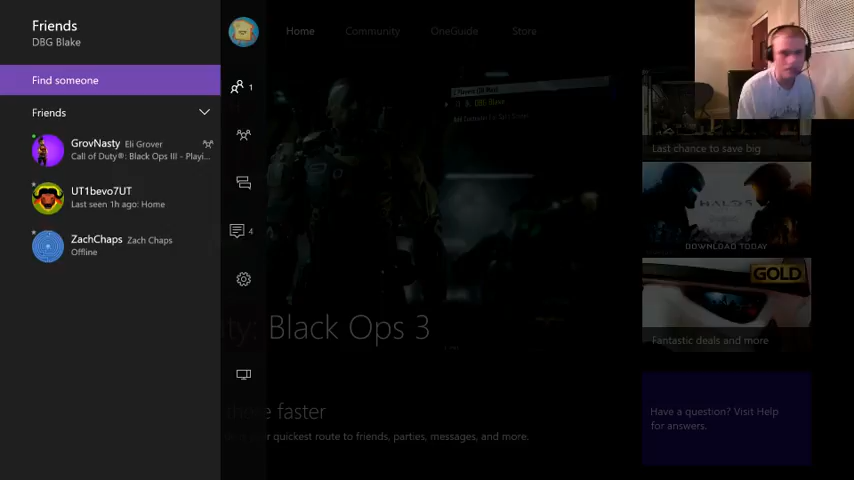 Friends
DBG Blake
Find someone
Friends
GrovNasty Eli Grover
Call of Duty®: Black Ops III - Playi...
UT1bevo7UT
Last seen 1h ago: Home
ZachChaps Zach Chaps
Offline
1
4
Home Community OneGuide Store
Last chance to save big
HALO 5
DOWNLOAD TODAY
GOLD
Fantastic deals and more
ty: Black Ops 3
faster
quickest route to friends, parties, messages, and more.
Have a question? Visit Help
for answers.